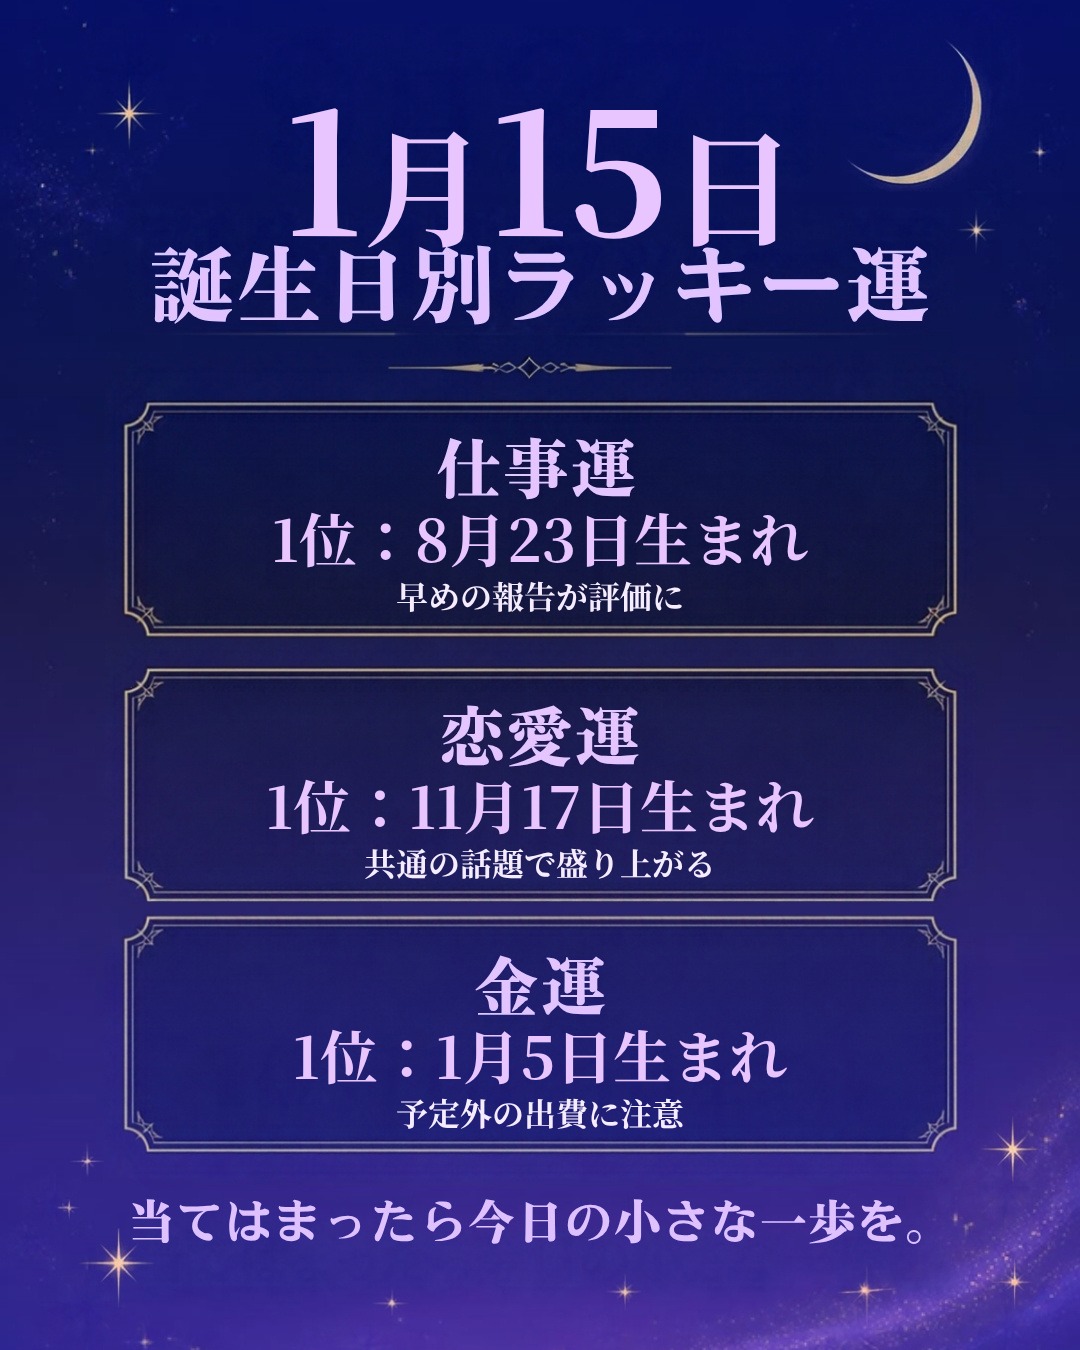 1月15日
誕生日別ラッキー運
仕事運
1位：8月23日生まれ
早めの報告が評価に
恋愛運
1位：11月17日生まれ
共通の話題で盛り上がる
金運
1位：1月5日生まれ
予定外の出費に注意
当てはまったら今日の小さな一歩を。